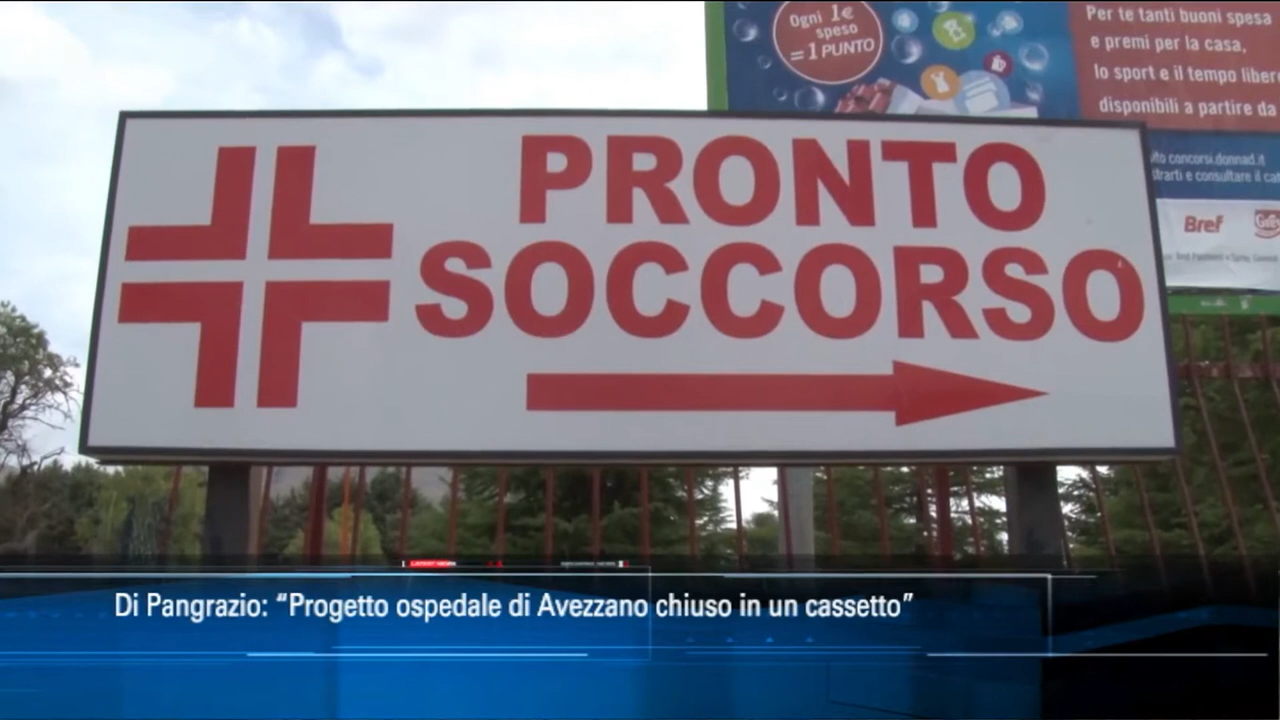 Ogni 1€
speso
= 1 PUNTO
Per te tanti buoni spesa
e premi per la casa,
lo sport e il tempo libero
disponibili a partire da
concorsi.donnad.it
e consultare il
Bref
PRONTO
SOCCORSO
LATEST NEWS
Di Pangrazio: “Progetto ospedale di Avezzano chiuso in un cassetto”